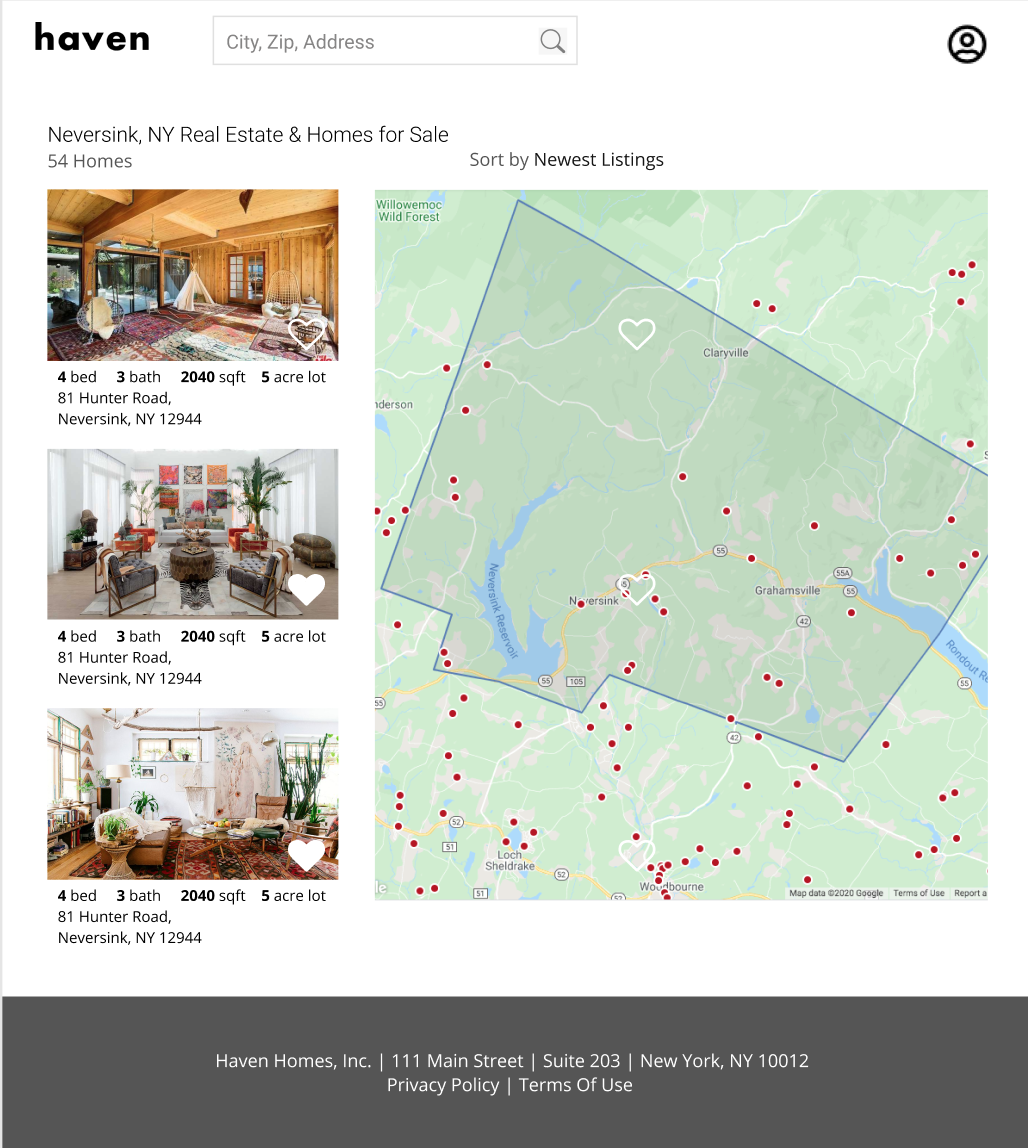 haven
City, Zip, Address
Neversink, NY Real Estate & Homes for Sale
54 Homes
Sort by Newest Listings
4 bed 3 bath 2040 sqft 5 acre lot
81 Hunter Road,
Neversink, NY 12944
4 bed 3 bath 2040 sqft 5 acre lot
81 Hunter Road,
Neversink, NY 12944
4 bed 3 bath 2040 sqft 5 acre lot
81 Hunter Road,
Neversink, NY 12944
Willowemoc
Wild Forest
Claryville
nderson
S
55
Neversink
Grahamsville
55A
55
42
Neversink Reservoir
Rondout Re
55
105
55
55
42
52
51
Loch
Sheldrake
52
Woodbourne
51
52
le
Map data ©2020 Google Terms of Use Report a
Haven Homes, Inc. | 111 Main Street | Suite 203 | New York, NY 10012
Privacy Policy | Terms Of Use